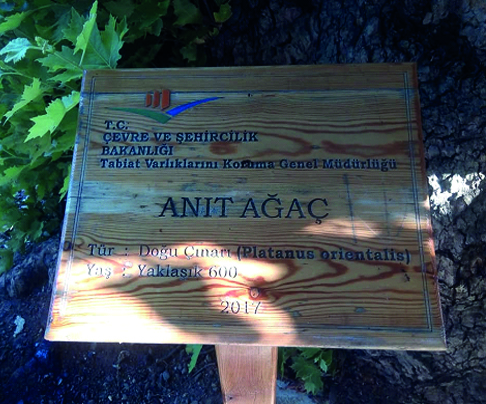 T.C.
ÇEVRE VE ŞEHİRCİLİK
BAKANLIĞI
Tabiat Varlıklarını Koruma Genel Müdürlüğü
ANIT AĞAÇ
Tür : Doğu Çınarı (Platanus orientalis)
Yaş : Yaklaşık 600
2017